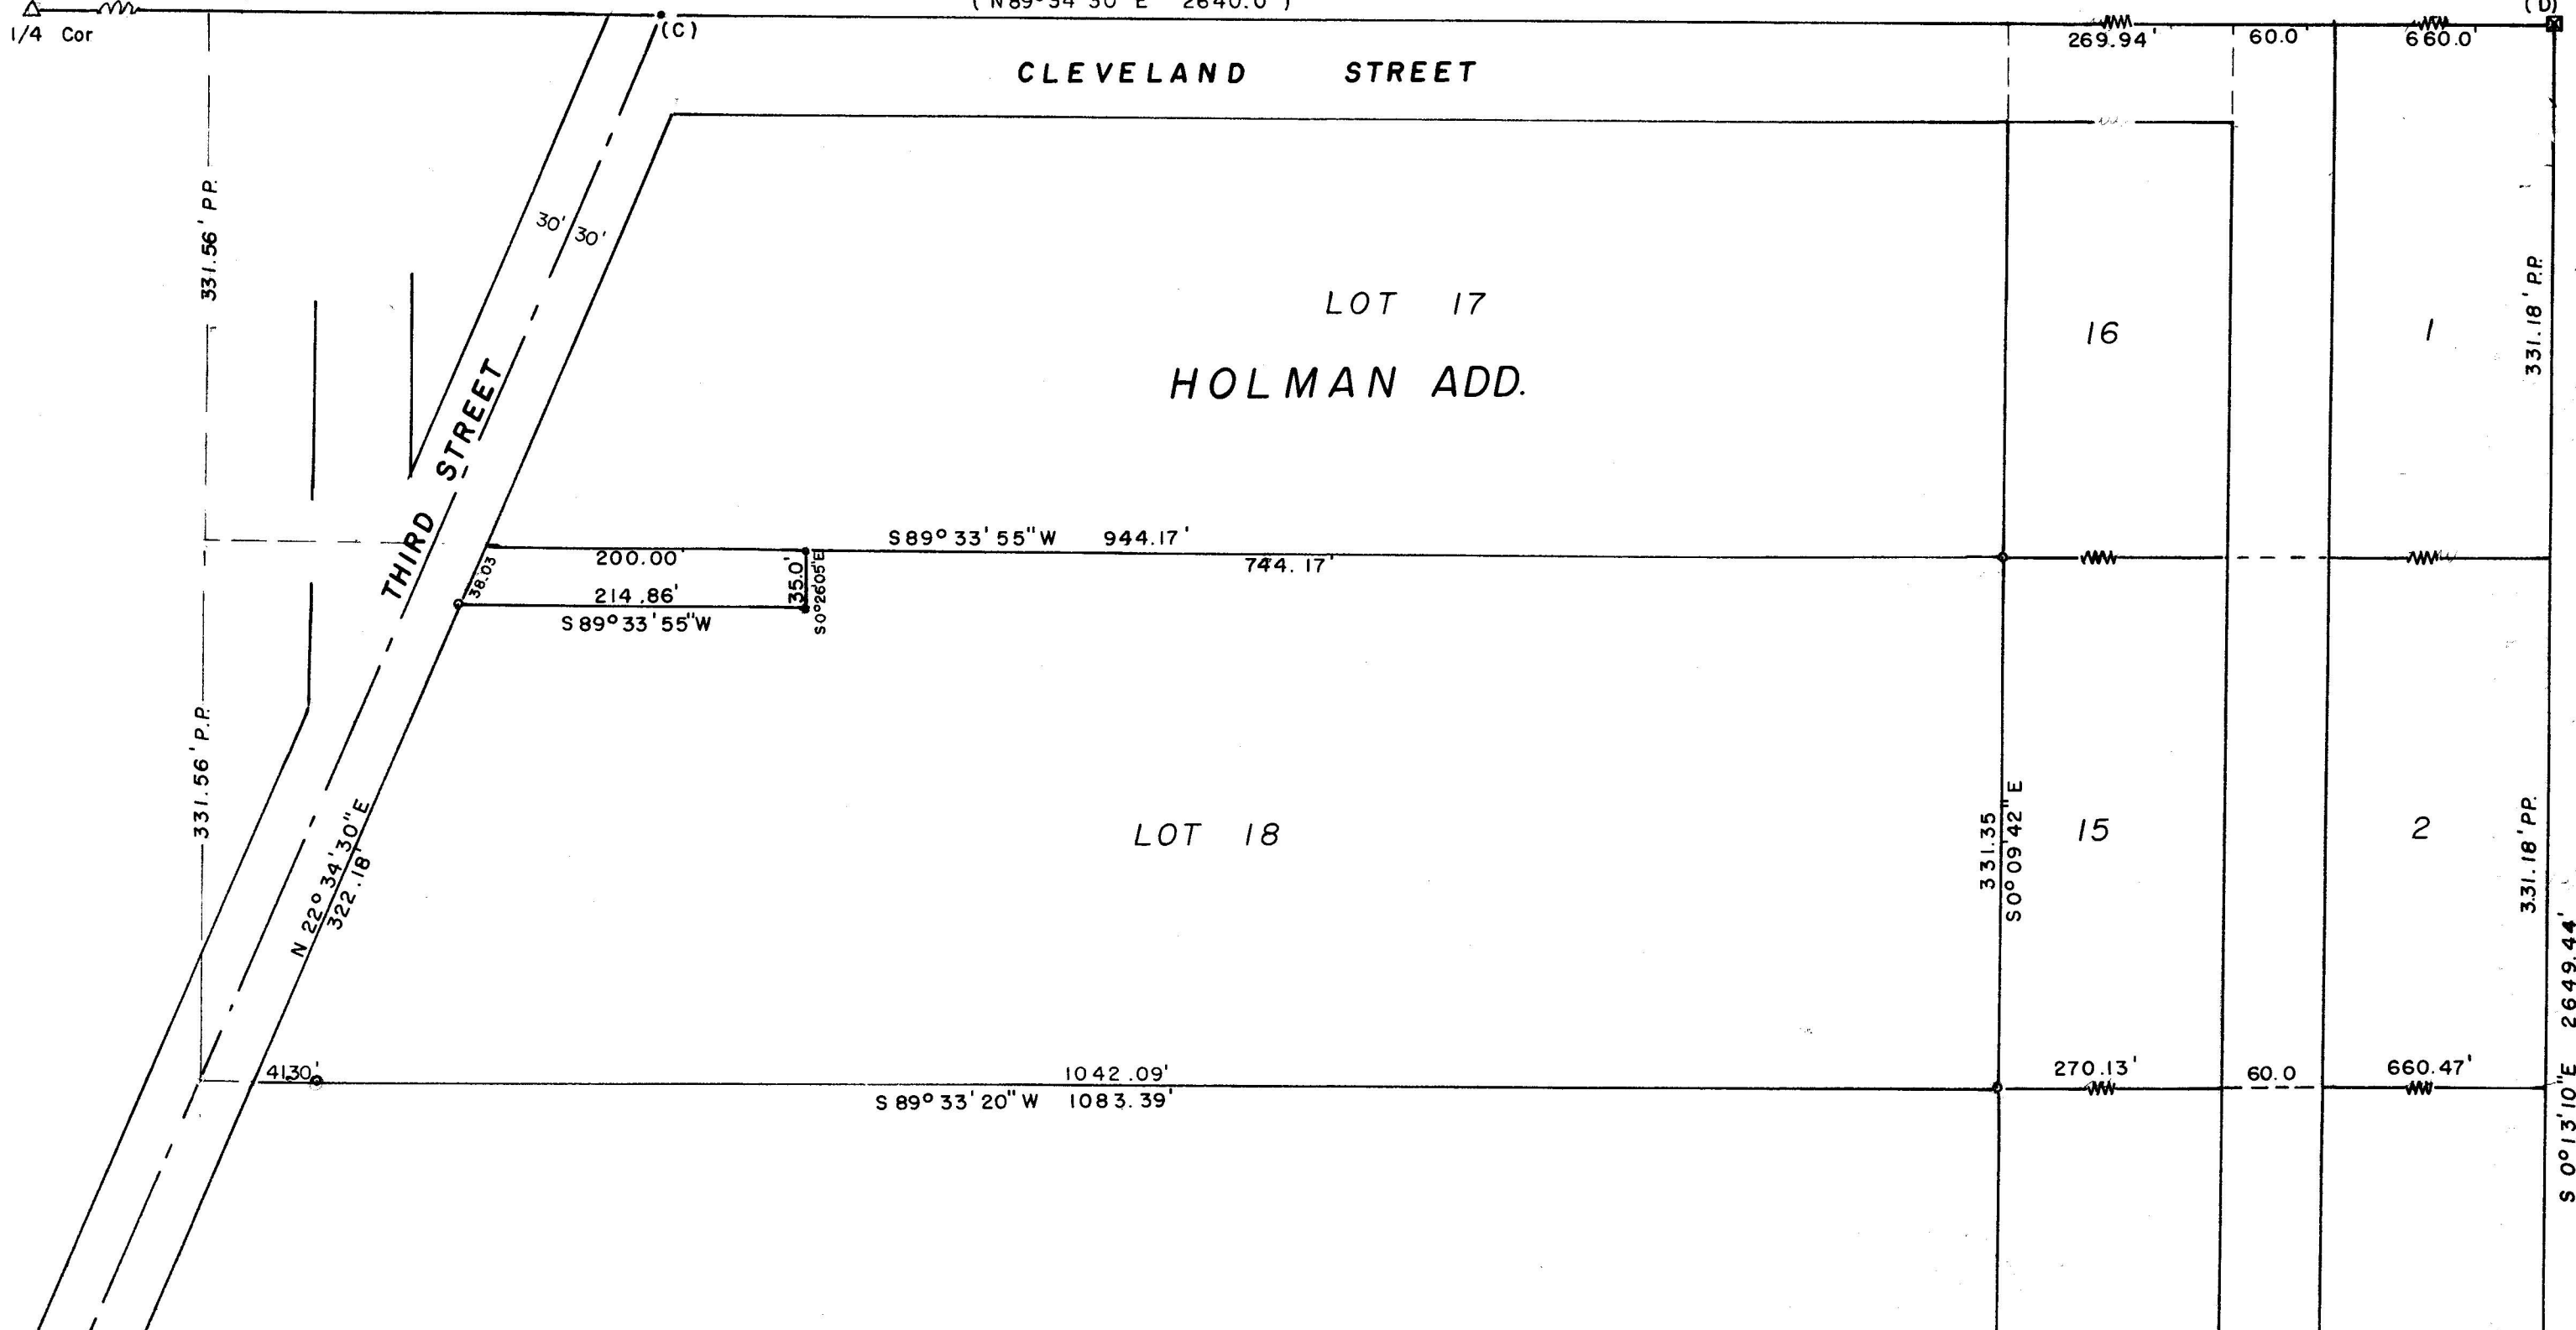 ( N89°34'30"E 2640.0' )
(D)
1/4 Cor
(C)
269.94'
60.0'
660.0'
CLEVELAND STREET
331.56' P.P.
30'
30'
LOT 17
16
1
331.18' P.P.
HOLMAN ADD.
THIRD STREET
S89°33'55"W 944.17'
200.00'
744.17'
38.03'
35.0'
S0°26'05"E
214.86'
S89°33'55"W
331.56' P.P.
N 22°34'30"E
322.18'
LOT 18
331.35
S0°09'42"E
15
2
331.18' P.P.
S 0°13'10"E 2649.44'
41.30'
1042.09'
S 89°33'20"W 1083.39'
270.13'
60.0
660.47'